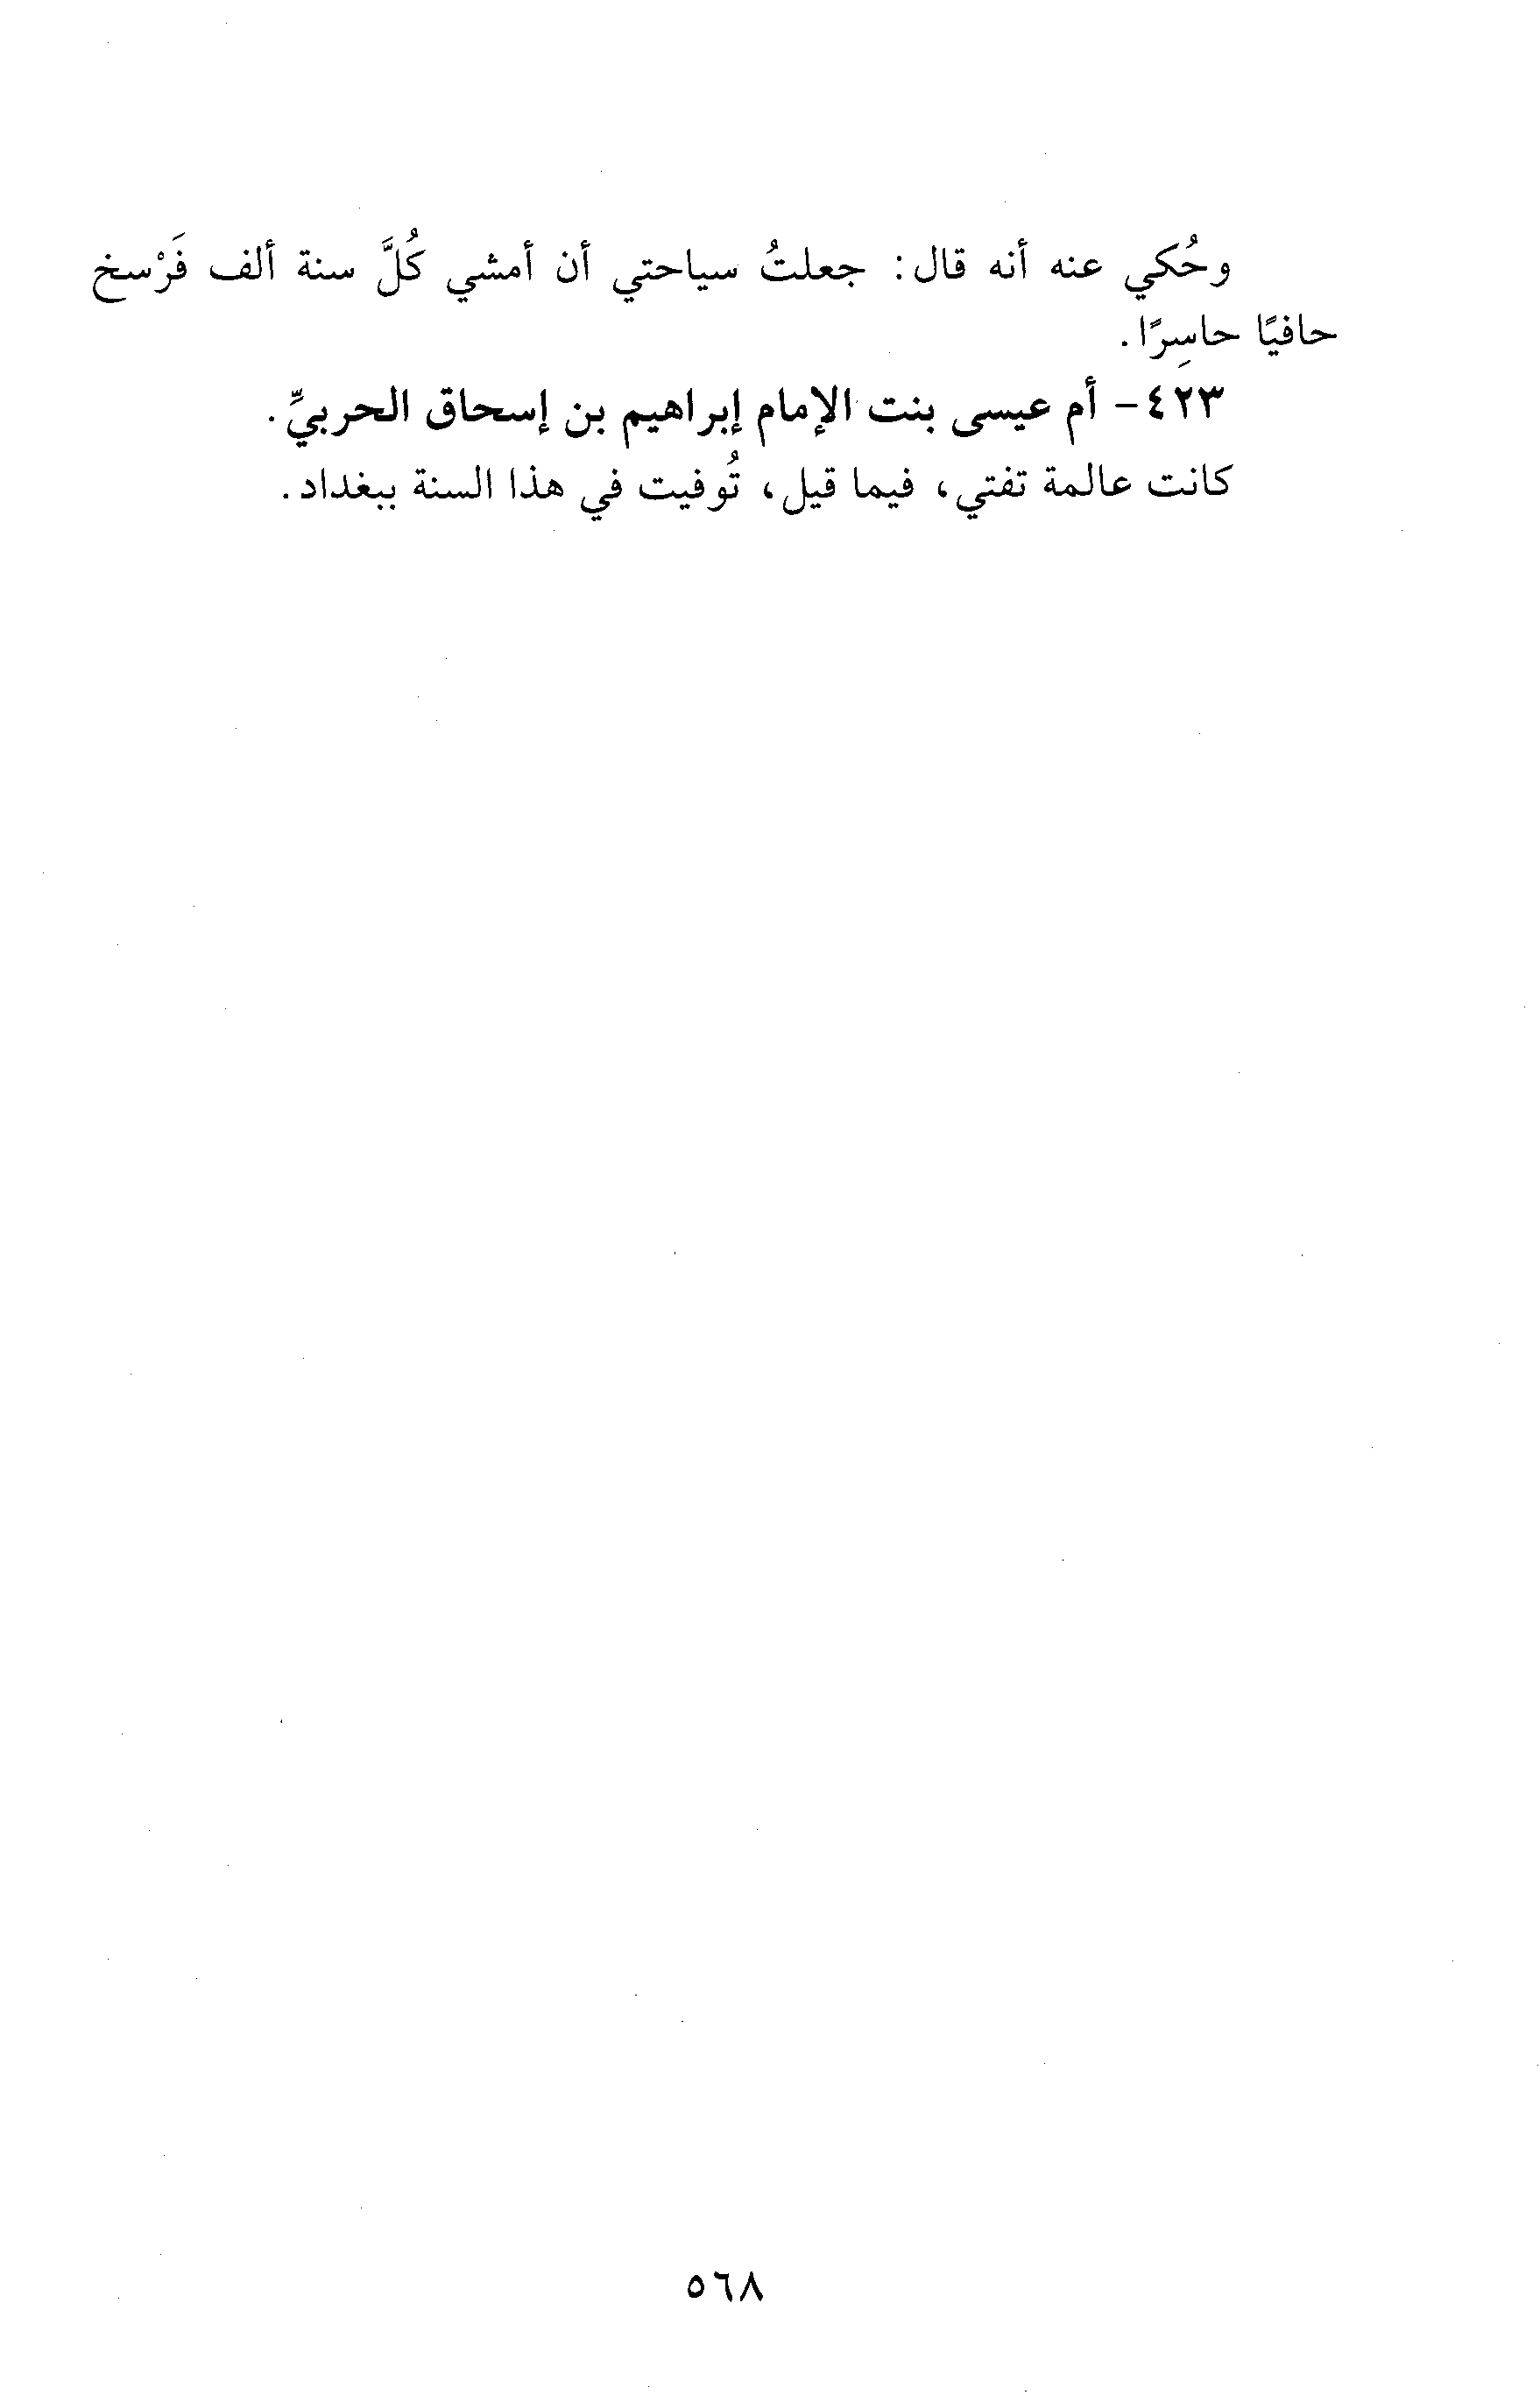 وحُكي عنه أنه قال: جعلتُ سياحتي أن أمشي كُلَّ سنة ألف فَرْسخ
حافيًا حاسِرًا.
٤٢٣- أم عيسى بنت الإمام إبراهيم بن إسحاق الحربيِّ.
كانت عالمة تفتي، فيما قيل، تُوفيت في هذا السنة ببغداد.
٥٦٨